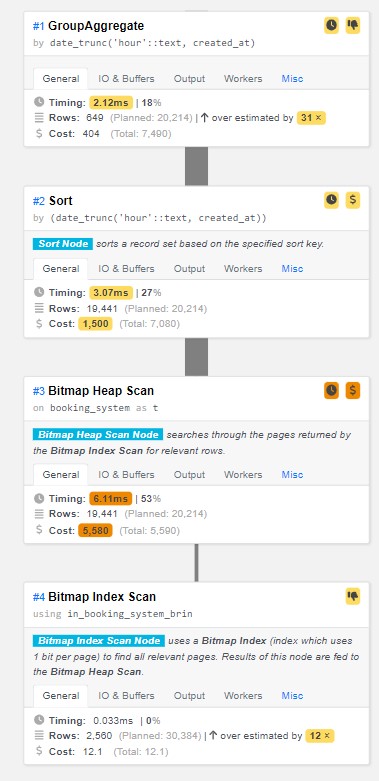 #1 GroupAggregate
by date_trunc('hour'::text, created_at)
General IO & Buffers Output Workers Misc
Timing: 2.12ms | 18%
Rows: 649 (Planned: 20,214) | ↑ over estimated by 31 ×
$ Cost: 404 (Total: 7,490)
#2 Sort
$
by (date_trunc('hour'::text, created_at))
Sort Node sorts a record set based on the specified sort key.
General IO & Buffers Output Workers Misc
Timing: 3.07ms | 27%
Rows: 19,441 (Planned: 20,214)
$ Cost: 1,500 (Total: 7,080)
#3 Bitmap Heap Scan
$
on booking_system as t
Bitmap Heap Scan Node searches through the pages returned by
the Bitmap Index Scan for relevant rows.
General IO & Buffers Output Workers Misc
Timing: 6.11ms | 53%
Rows: 19,441 (Planned: 20,214)
$ Cost: 5,580 (Total: 5,590)
#4 Bitmap Index Scan
using in_booking_system_brin
Bitmap Index Scan Node uses a Bitmap Index (index which uses
1 bit per page) to find all relevant pages. Results of this node are fed to
the Bitmap Heap Scan.
General IO & Buffers Output Workers Misc
Timing: 0.033ms | 0%
Rows: 2,560 (Planned: 30,384) | ↑ over estimated by 12 ×
$ Cost: 12.1 (Total: 12.1)